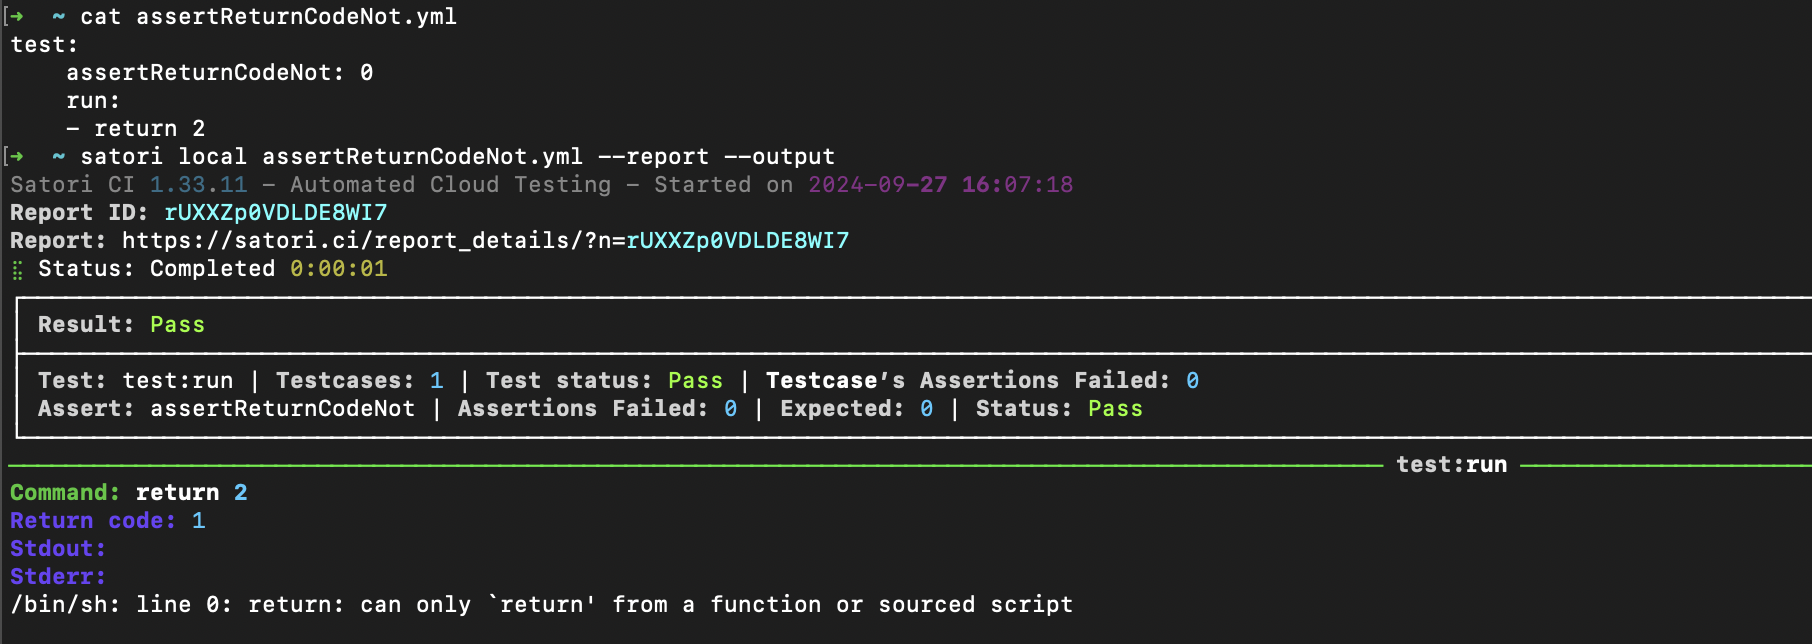 [→ ~ cat assertReturnCodeNot.yml
test:
    assertReturnCodeNot: 0
    run:
    - return 2
[→ ~ satori local assertReturnCodeNot.yml --report --output
Satori CI 1.33.11 - Automated Cloud Testing - Started on 2024-09-27 16:07:18
Report ID: rUXXZp0VDLDE8WI7
Report: https://satori.ci/report_details/?n=rUXXZp0VDLDE8WI7
⣾ Status: Completed 0:00:01
Result: Pass
Test: test:run | Testcases: 1 | Test status: Pass | Testcase’s Assertions Failed: 0
Assert: assertReturnCodeNot | Assertions Failed: 0 | Expected: 0 | Status: Pass
test:run
Command: return 2
Return code: 1
Stdout:
Stderr:
/bin/sh: line 0: return: can only `return' from a function or sourced script